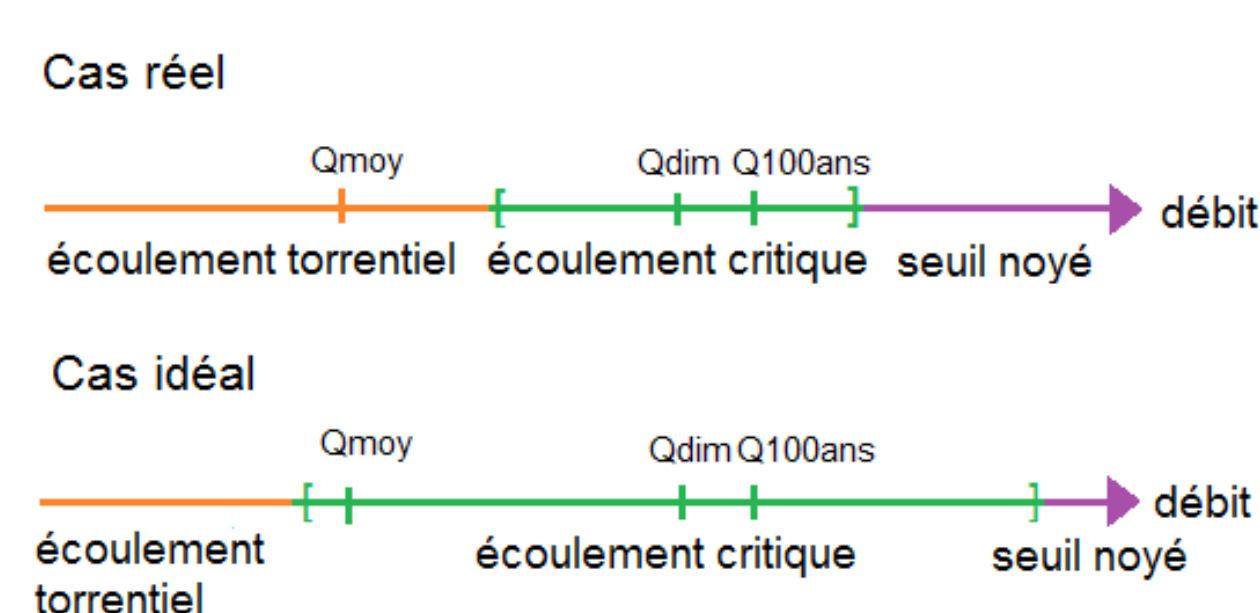 Cas réel
Qmoy Qdim Q100ans
[ ] débit
écoulement torrentiel écoulement critique seuil noyé
Cas idéal
Qmoy Qdim Q100ans
[ ] débit
écoulement torrentiel écoulement critique seuil noyé